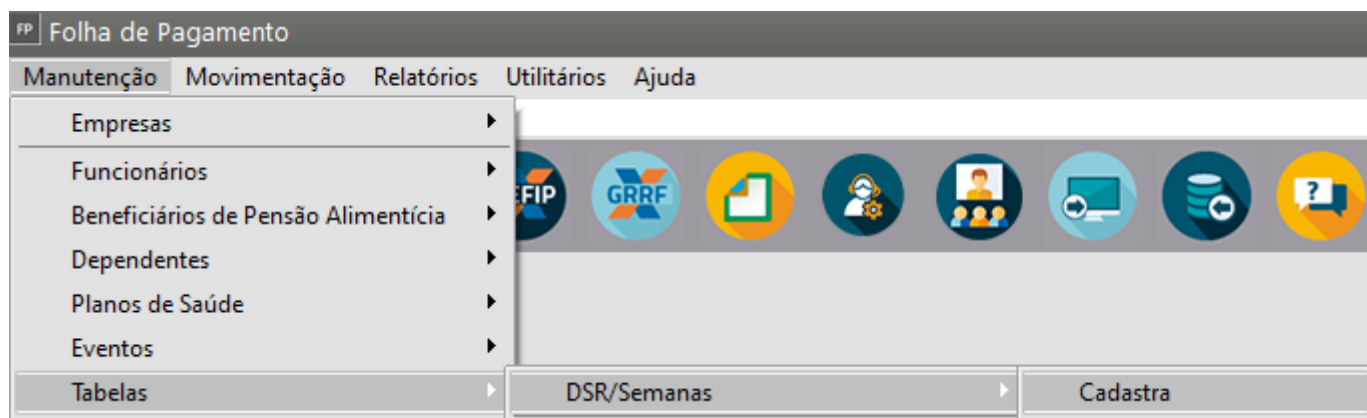 FP Folha de Pagamento
Manutenção Movimentação Relatórios Utilitários Ajuda
Empresas
Funcionários
EFIP GRRF ?
Beneficiários de Pensão Alimentícia
Dependentes
Planos de Saúde
Eventos
Tabelas DSR/Semanas Cadastra